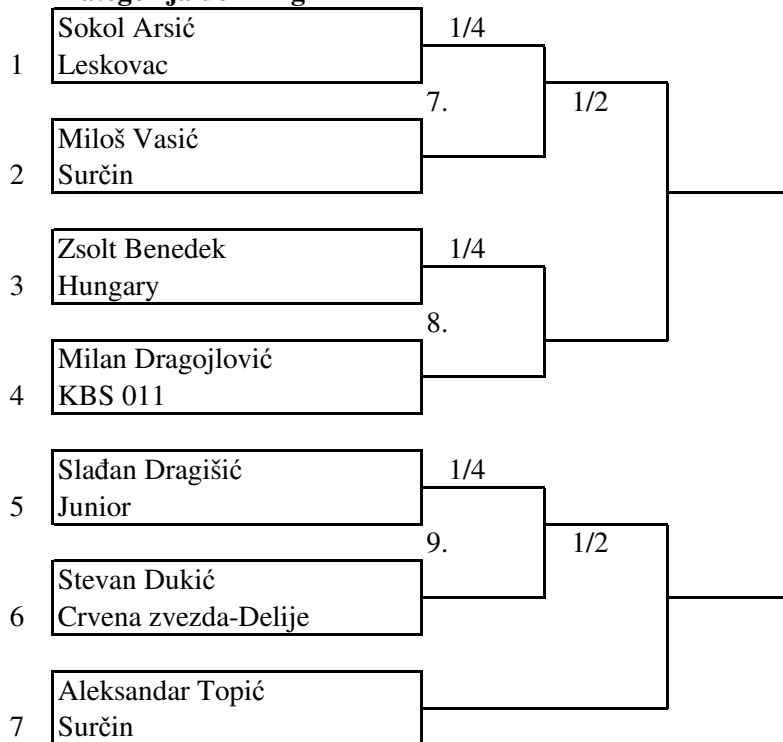 Sokol Arsić
1/4
1
Leskovac
7.
1/2
Miloš Vasić
2
Surčin
Zsolt Benedek
1/4
3
Hungary
8.
Milan Dragojlović
4
KBS 011
Slađan Dragišić
1/4
5
Junior
9.
1/2
Stevan Dukić
6
Crvena zvezda-Delije
Aleksandar Topić
7
Surčin